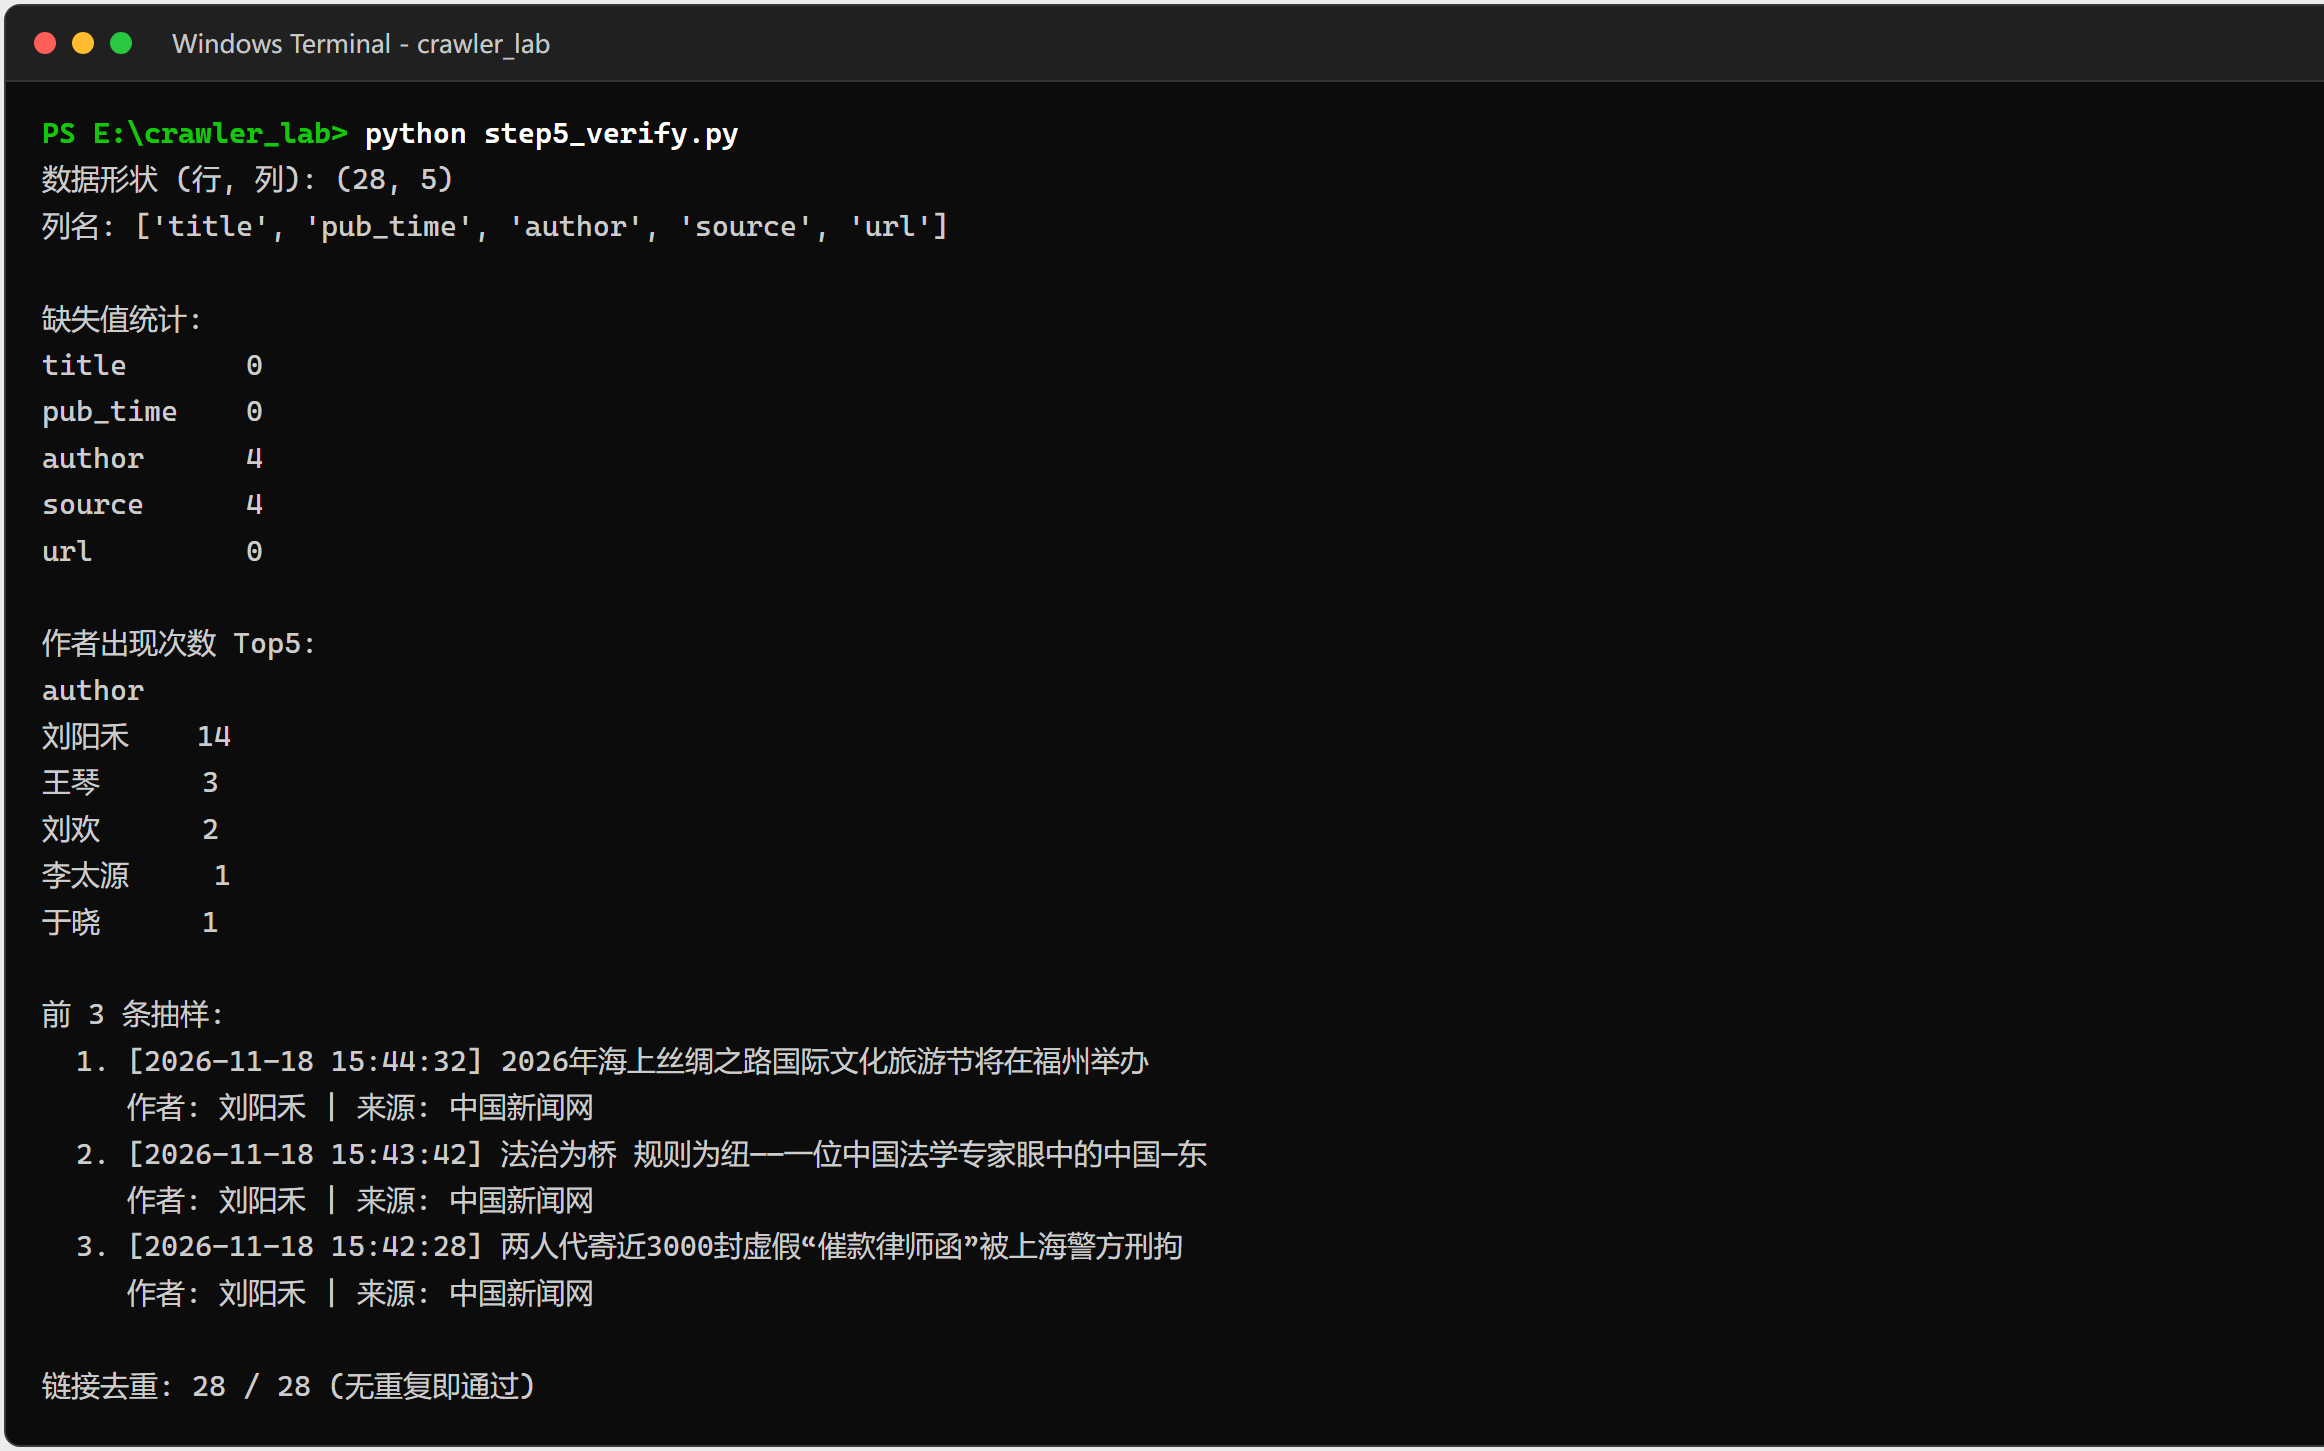 Windows Terminal - crawler_lab
PS E:\crawler_lab> python step5_verify.py
数据形状 (行, 列): (28, 5)
列名: ['title', 'pub_time', 'author', 'source', 'url']
缺失值统计:
title       0
pub_time    0
author      4
source      4
url         0
作者出现次数 Top5:
author
刘阳禾    14
王琴      3
刘欢      2
李太源     1
于晓      1
前 3 条抽样:
  1. [2026-11-18 15:44:32] 2026年海上丝绸之路国际文化旅游节将在福州举办
     作者: 刘阳禾 | 来源: 中国新闻网
  2. [2026-11-18 15:43:42] 法治为桥 规则为纽——一位中国法学专家眼中的中国—东
     作者: 刘阳禾 | 来源: 中国新闻网
  3. [2026-11-18 15:42:28] 两人代寄近3000封虚假“催款律师函”被上海警方刑拘
     作者: 刘阳禾 | 来源: 中国新闻网
链接去重: 28 / 28 (无重复即通过)